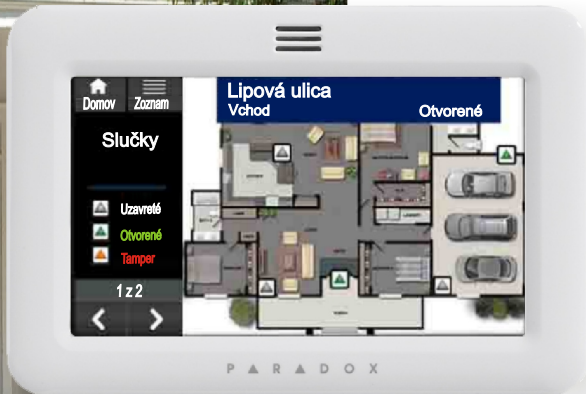 Domov Zoznam
Lipová ulica
Vchod Otvorené
Slučky
Uzavreté
Otvorené
Tamper
1 z 2
PARADOX